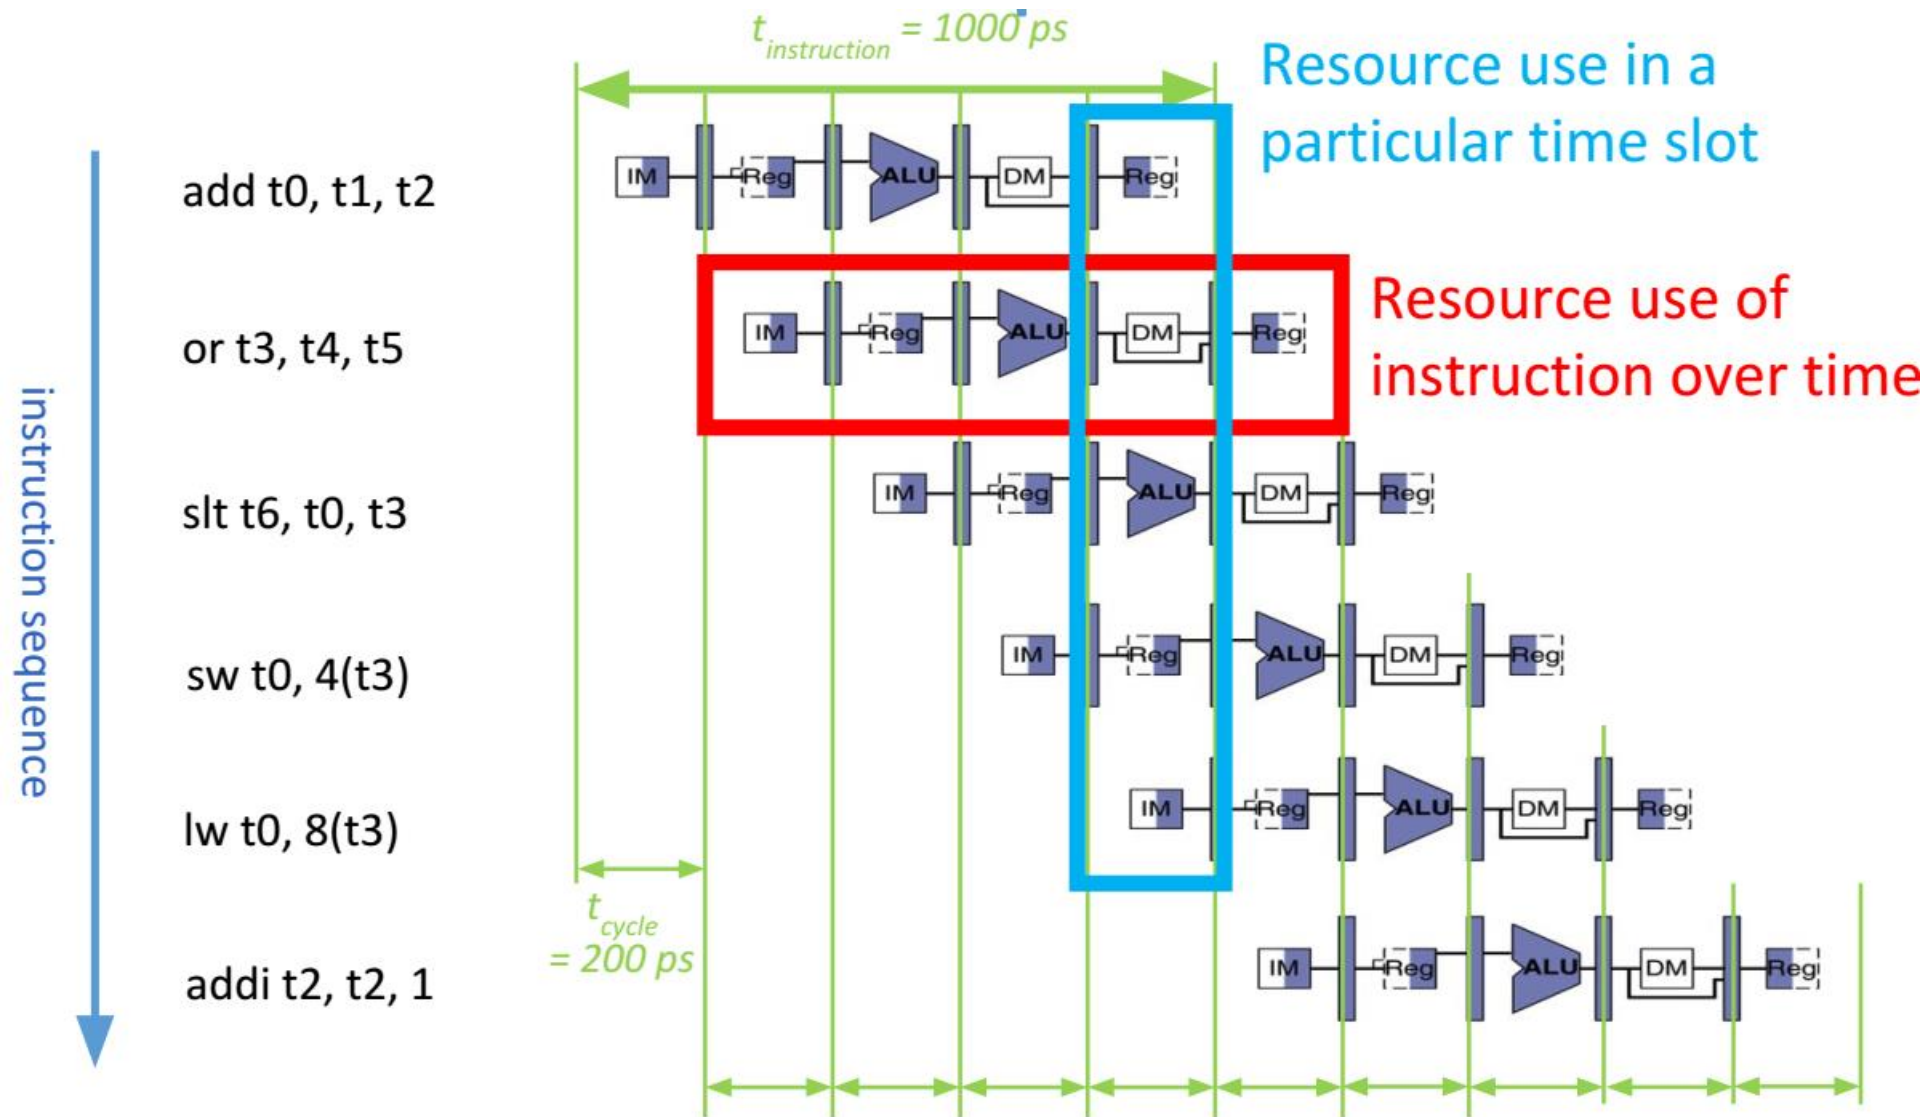 t instruction = 1000 ps
Resource use in a
particular time slot
add t0, t1, t2
IM Reg ALU DM Reg
or t3, t4, t5
IM Reg ALU DM Reg
Resource use of
instruction over time
slt t6, t0, t3
IM Reg ALU DM Reg
instruction sequence
sw t0, 4(t3)
IM Reg ALU DM Reg
lw t0, 8(t3)
IM Reg ALU DM Reg
t cycle
= 200 ps
addi t2, t2, 1
IM Reg ALU DM Reg